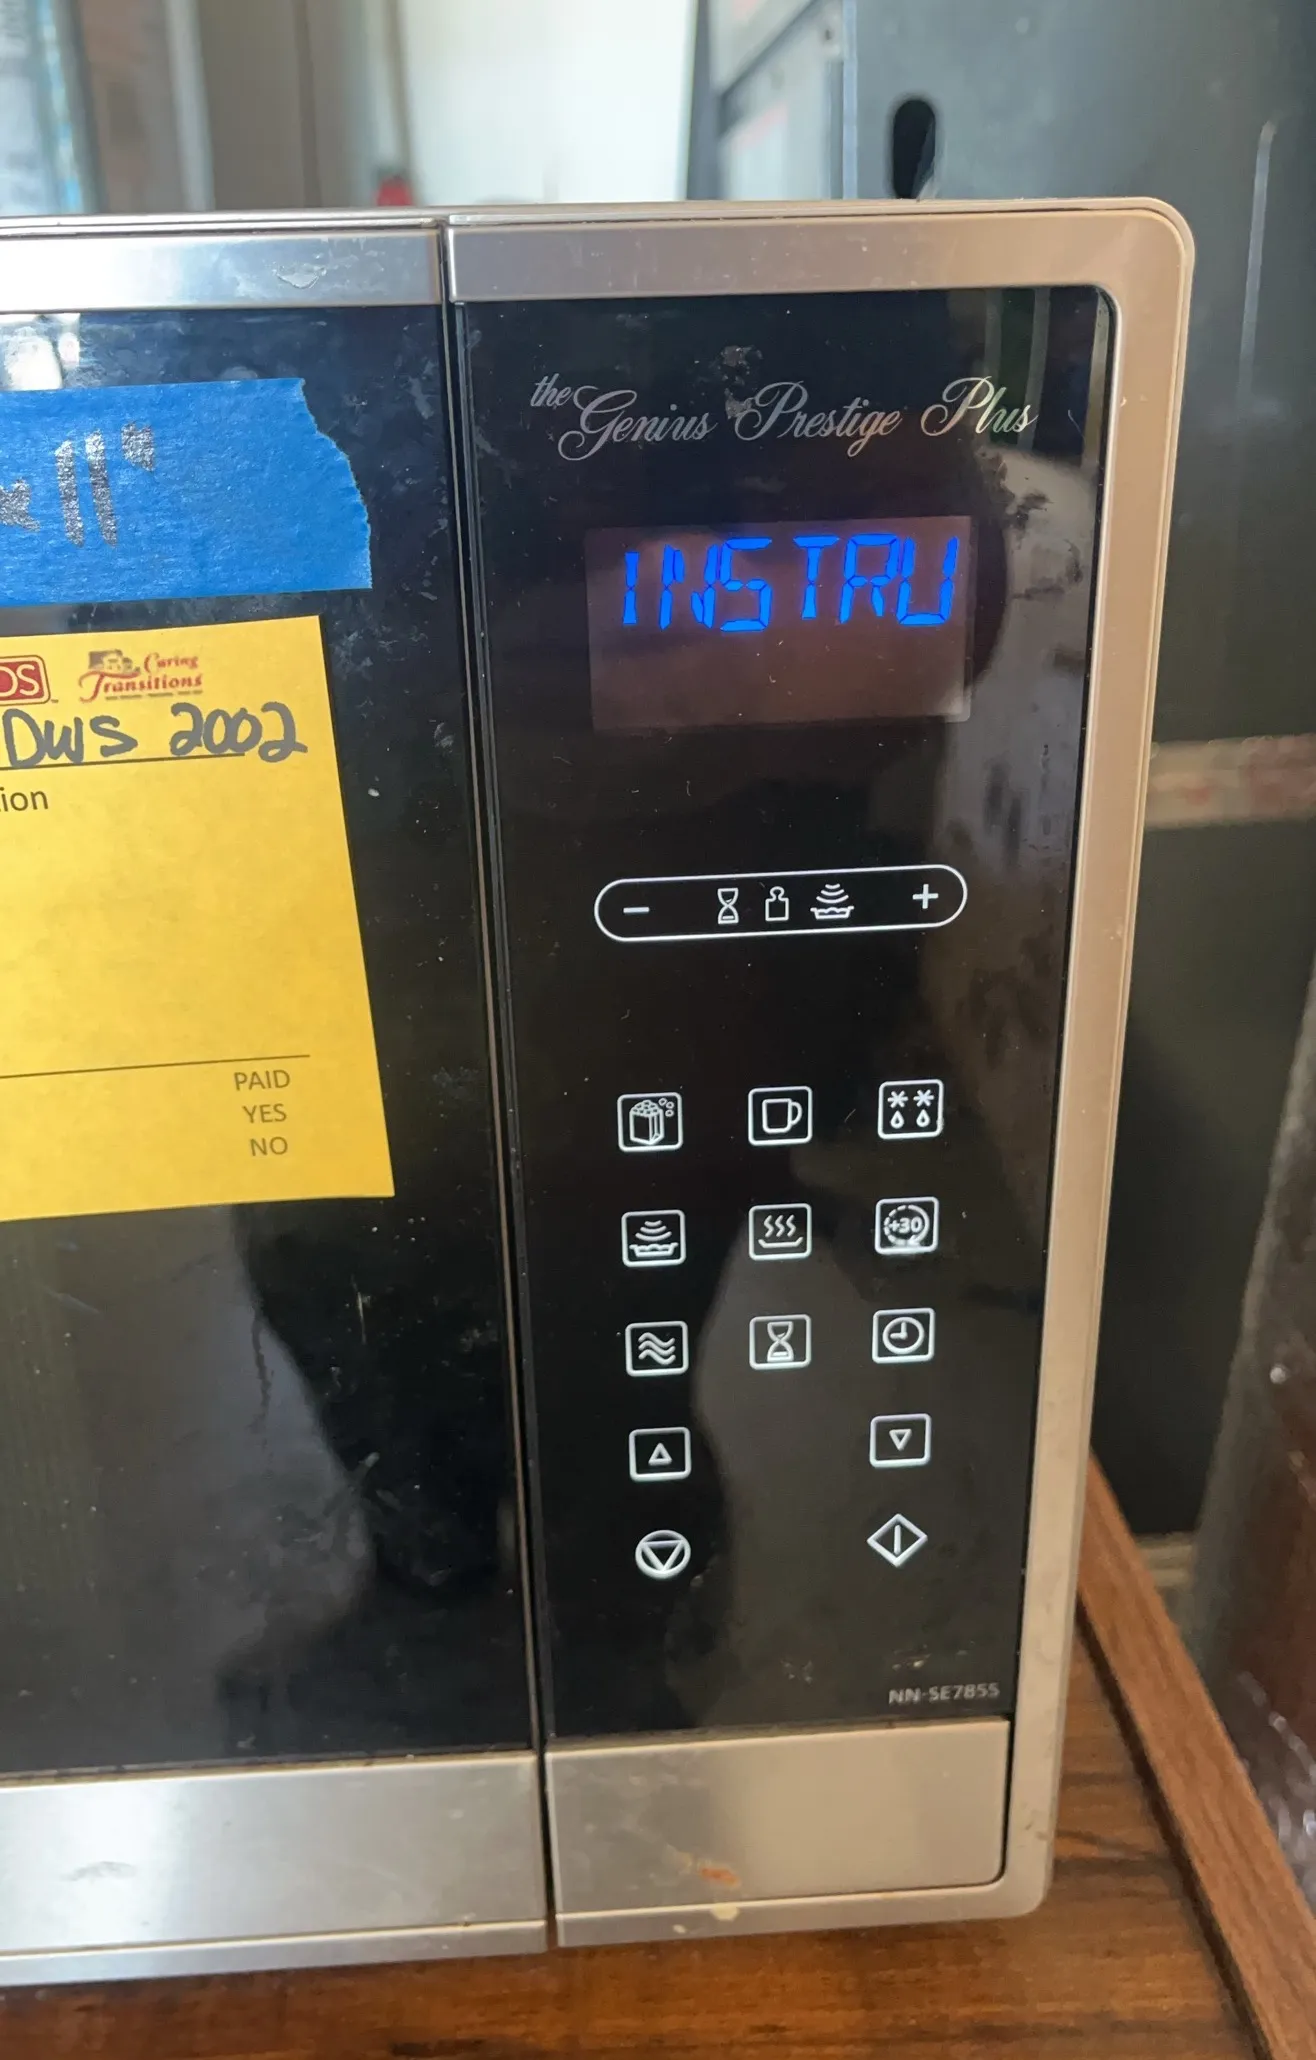 the Genius Prestige Plus
INSTRU
11"
DS
Caring
Transitions
DWS 2002
ion
PAID
YES
NO
- +
+30
NN-SE785S